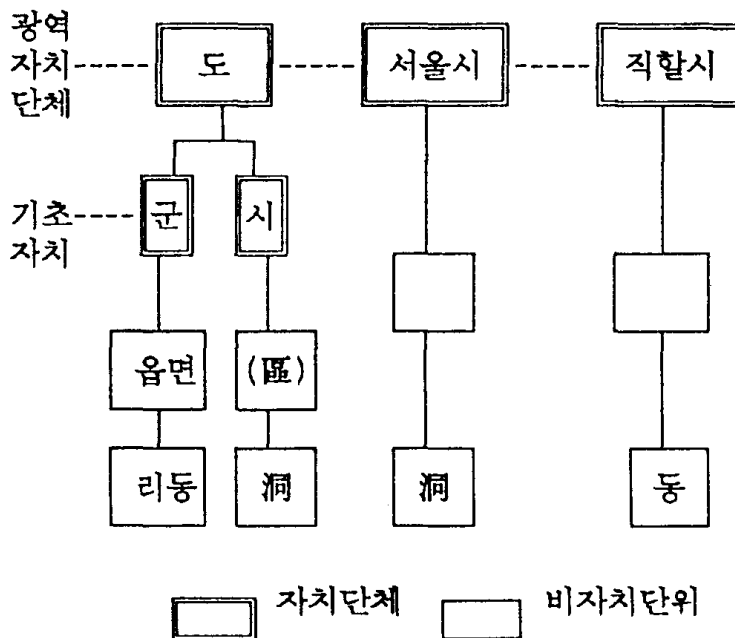 광역
자치
단체
도
서울시
직할시
기초
자치
군
시
읍면
(區)
리동
洞
洞
동
자치단체
비자치단위